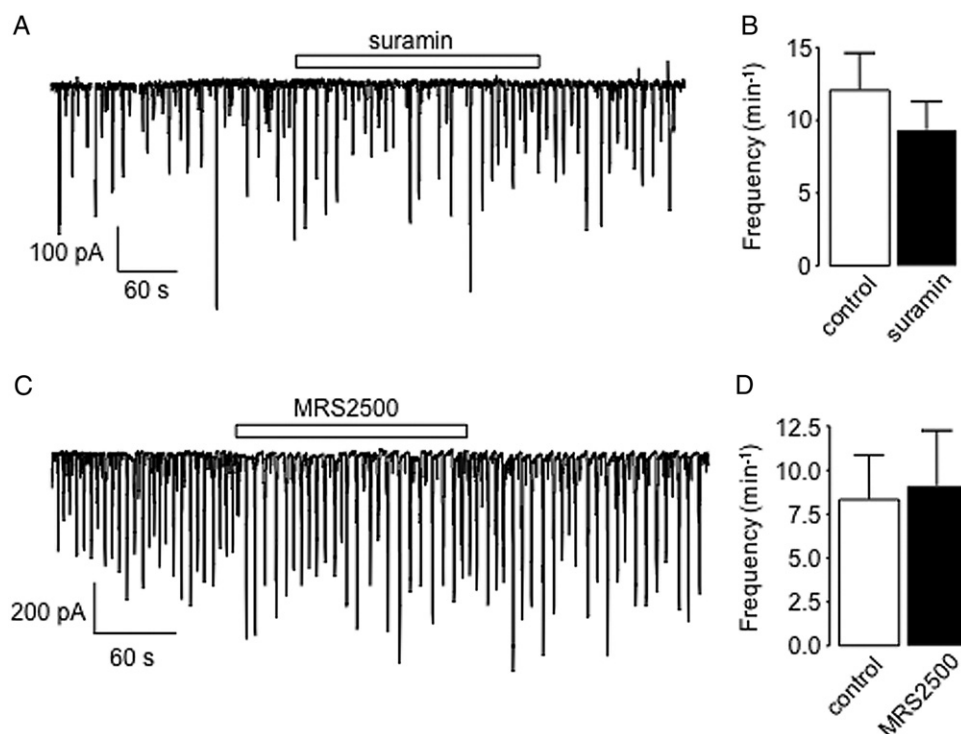 A
suramin
100 pA
60 s
B
Frequency (min-1)
15
10
5
0
control
suramin
C
MRS2500
200 pA
60 s
D
Frequency (min-1)
12.5
10.0
7.5
5.0
2.5
0.0
control
MRS2500